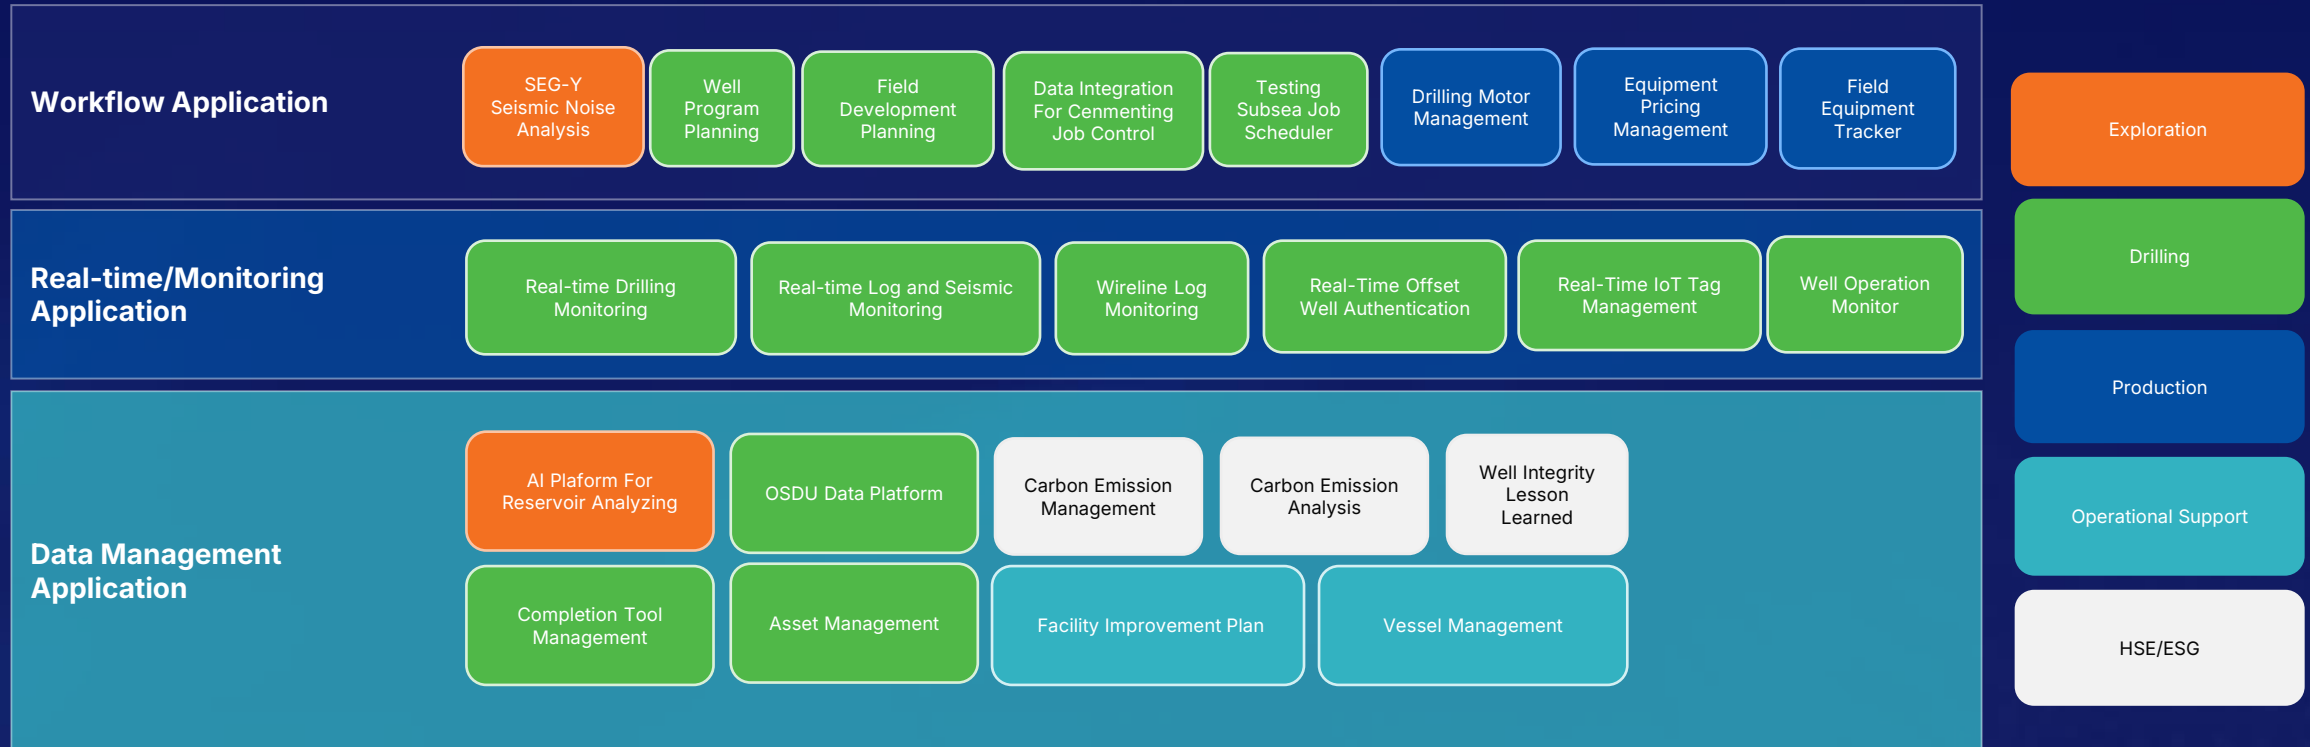 Workflow Application
SEG-Y
Seismic Noise
Analysis
Well
Program
Planning
Field
Development
Planning
Data Integration
For Cenmenting
Job Control
Testing
Subsea Job
Scheduler
Drilling Motor
Management
Equipment
Pricing
Management
Field
Equipment
Tracker
Real-time/Monitoring
Application
Real-time Drilling
Monitoring
Real-time Log and Seismic
Monitoring
Wireline Log
Monitoring
Real-Time Offset
Well Authentication
Real-Time IoT Tag
Management
Well Operation
Monitor
Data Management
Application
AI Plaform For
Reservoir Analyzing
OSDU Data Platform
Carbon Emission
Management
Carbon Emission
Analysis
Well Integrity
Lesson
Learned
Completion Tool
Management
Asset Management
Facility Improvement Plan
Vessel Management
Exploration
Drilling
Production
Operational Support
HSE/ESG